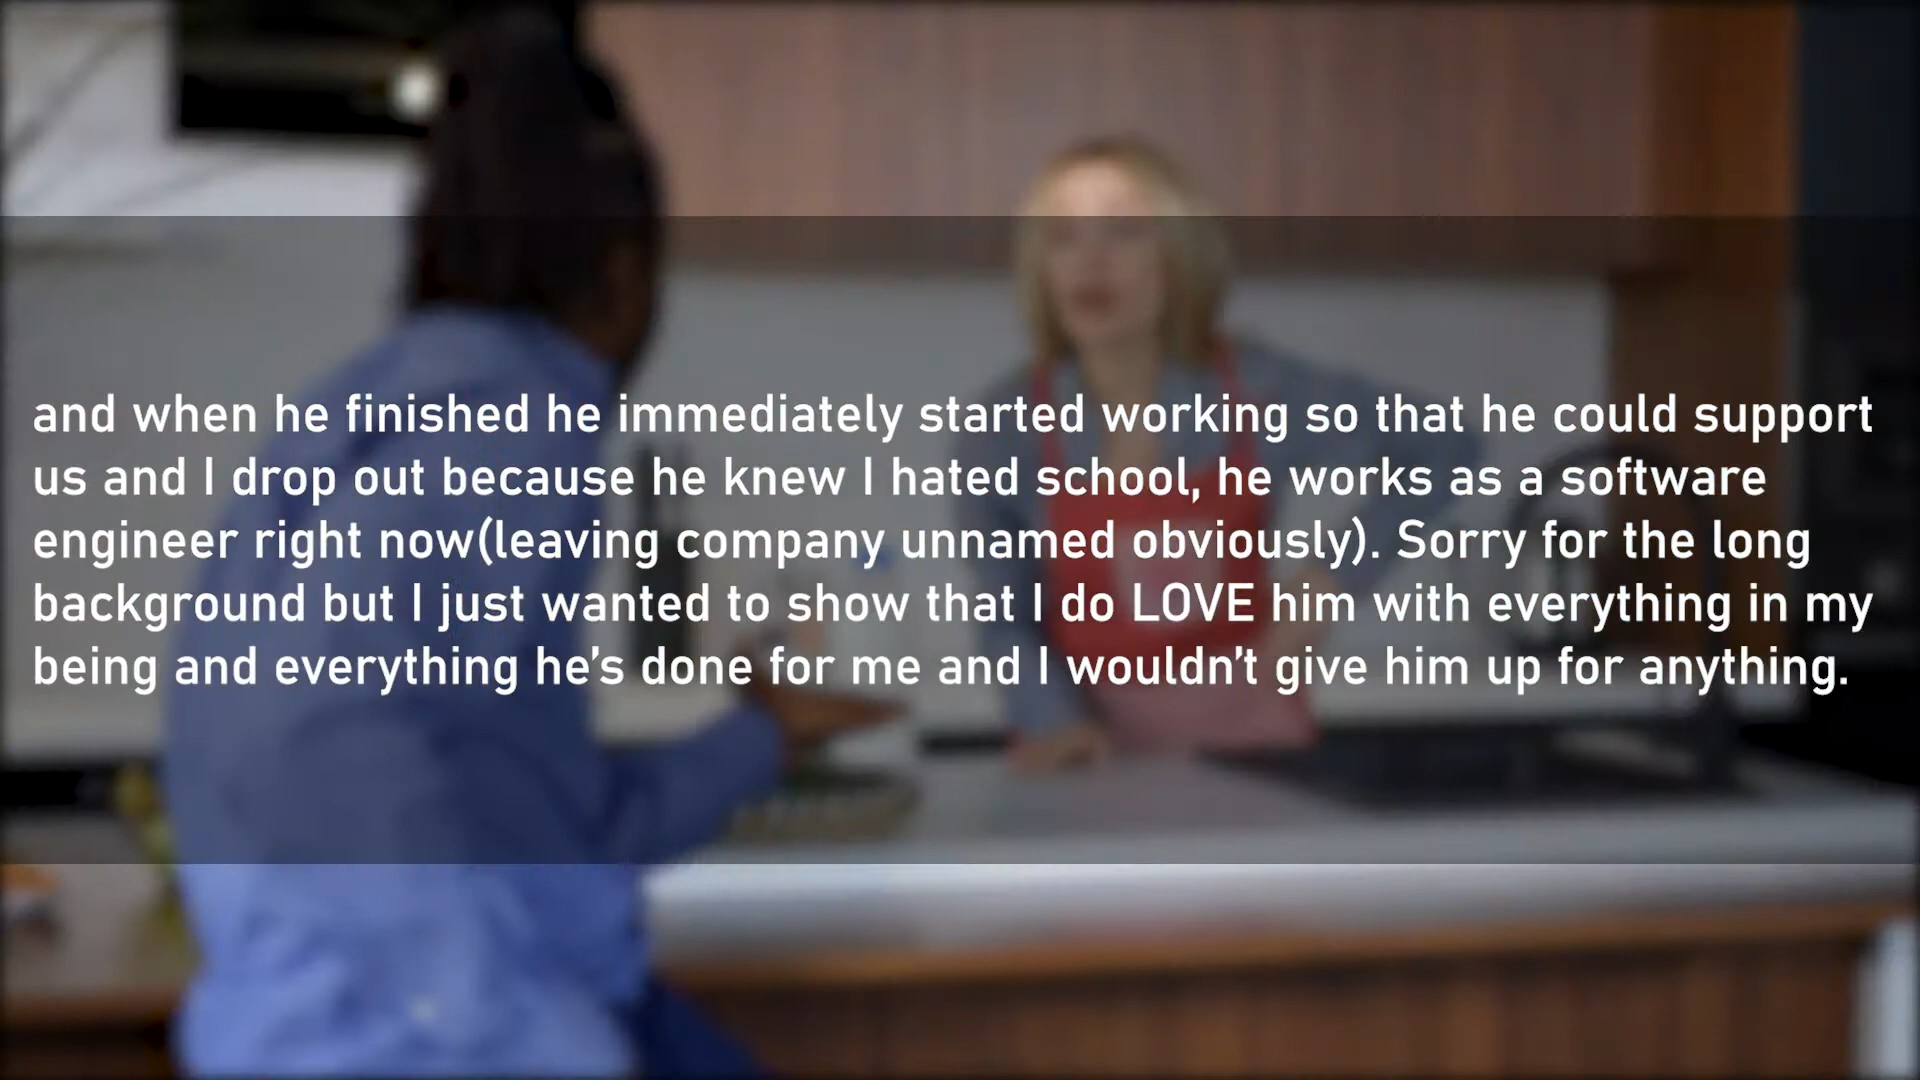 and when he finished he immediately started working so that he could support
us and I drop out because he knew I hated school, he works as a software
engineer right now(leaving company unnamed obviously). Sorry for the long
background but I just wanted to show that I do LOVE him with everything in my
being and everything he's done for me and I wouldn't give him up for anything.